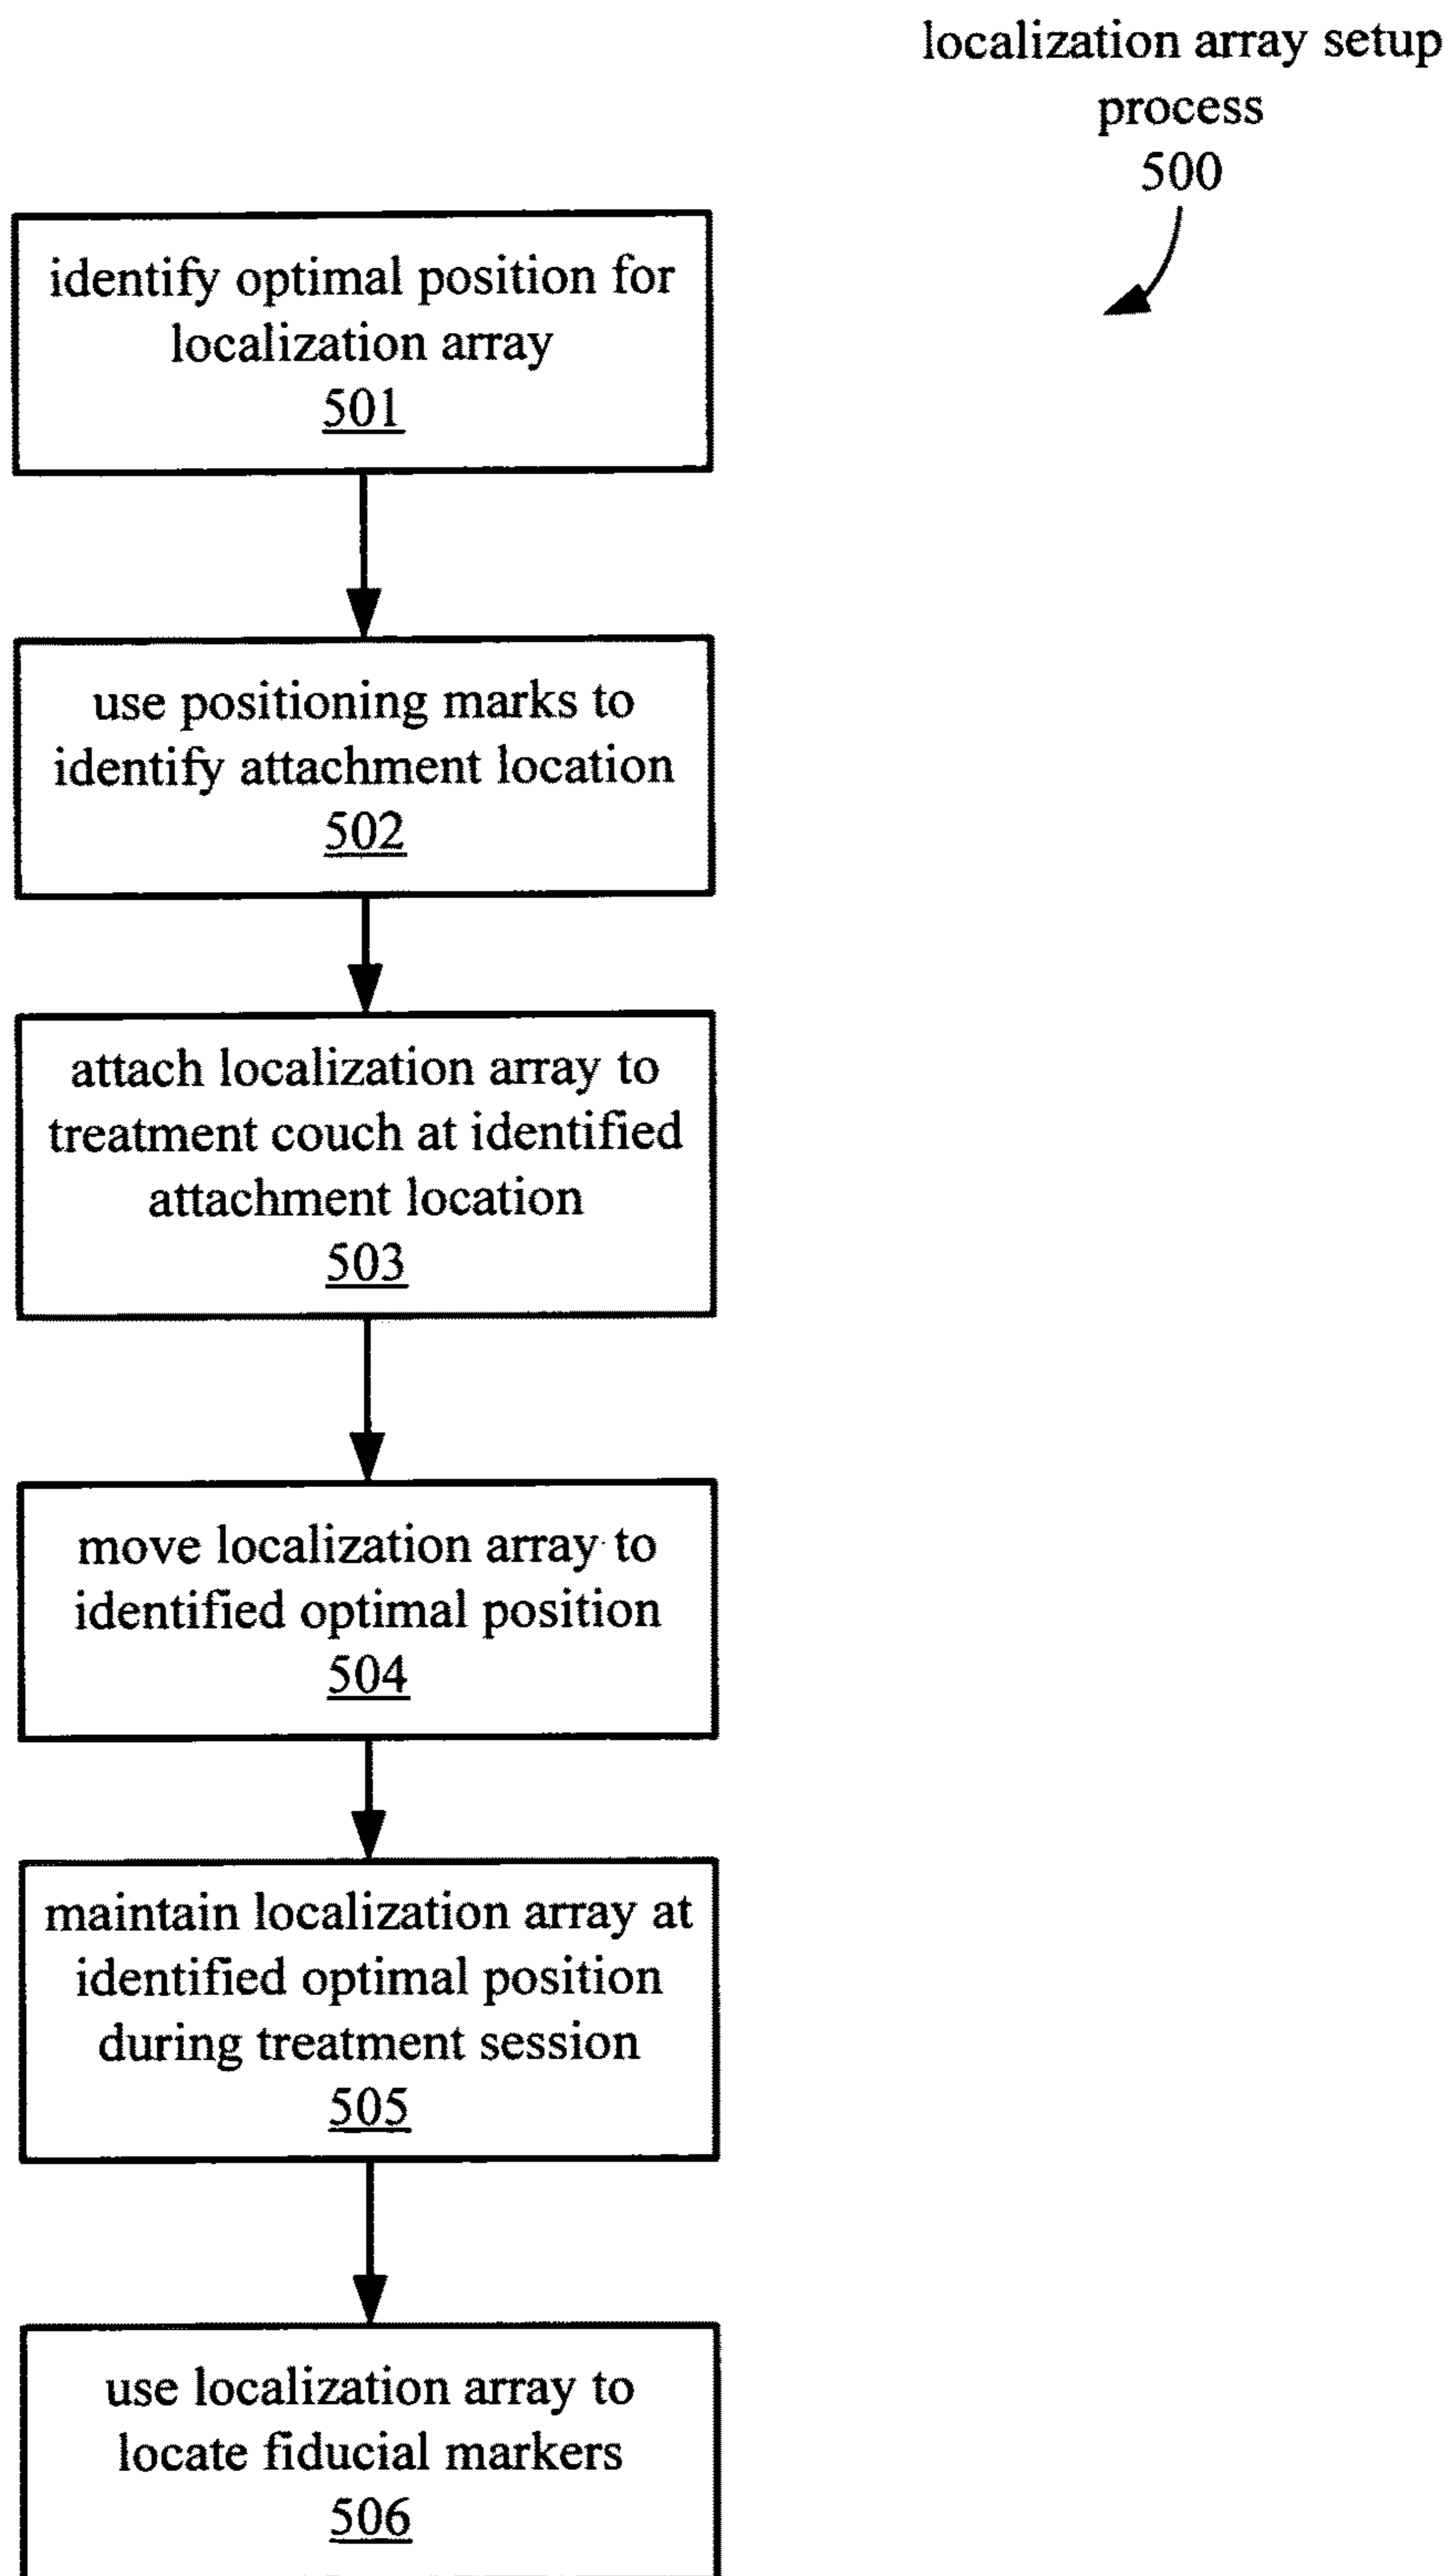 localization array setup
process
500
identify optimal position for
localization array
501
use positioning marks to
identify attachment location
502
attach localization array to
treatment couch at identified
attachment location
503
move localization array to
identified optimal position
504
maintain localization array at
identified optimal position
during treatment session
505
use localization array to
locate fiducial markers
506